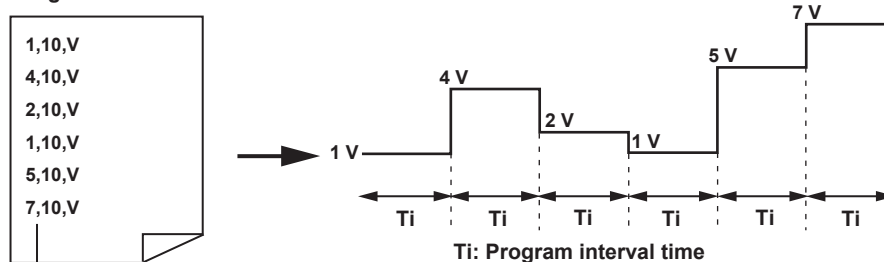 1,10,V
4,10,V
2,10,V
1,10,V
5,10,V
7,10,V
7 V
5 V
4 V
2 V
1 V
1 V
Ti Ti Ti Ti Ti Ti
Ti: Program interval time